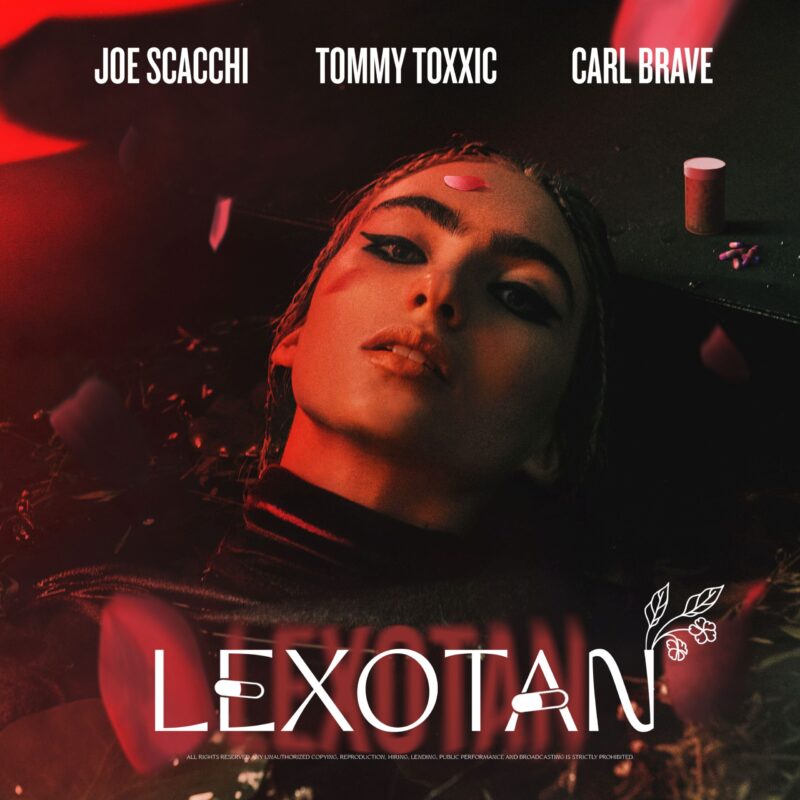 JOE SCACCHI TOMMY TOXXIC CARL BRAVE
LEXOTAN
ALL RIGHTS RESERVED ANY UNAUTHORIZED COPYING, REPRODUCTION, HIRING, LENDING, PUBLIC PERFORMANCE AND BROADCASTING IS STRICTLY PROHIBITED.